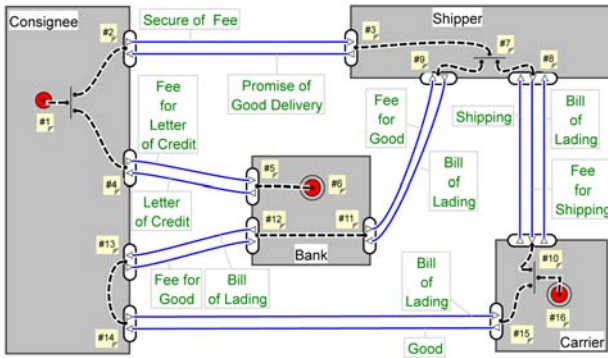 Consignee
#2
Secure of Fee
#3
Shipper
#7
#9
#8
Promise of
Good Delivery
#1
Fee
for
Letter
of Credit
Fee
for
Good
Shipping
Bill
of
Lading
#4
#5
#6
Bill
of
Lading
Fee
for
Shipping
Letter
of Credit
#12
#11
#13
Bank
Fee for
Good
Bill
of Lading
Bill
of
Lading
#10
#14
Good
#15
#16
Carrier